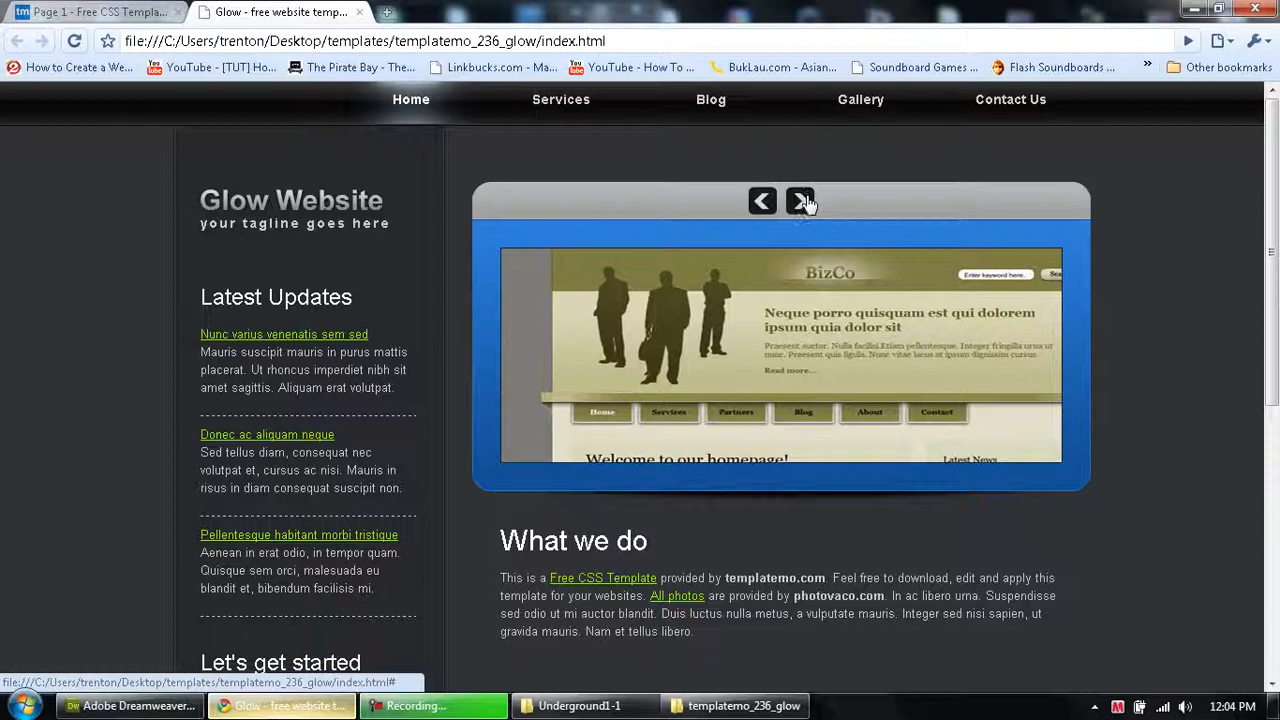 Page 1 - Free CSS Templa...
Glow - free website temp...
file:///C:/Users/trenton/Desktop/templates/templatemo_236_glow/index.html
How to Create a We...
YouTube - [TUT] Ho...
The Pirate Bay - The...
Linkbucks.com - Ma...
YouTube - How To ...
BukLau.com - Asian...
Soundboard Games ...
Flash Soundboards ...
Other bookmarks
Home
Services
Blog
Gallery
Contact Us
Glow Website
your tagline goes here
Latest Updates
Nunc varius venenatis sem sed
Mauris suscipit mauris in purus mattis
placerat. Ut rhoncus imperdiet nibh sit
amet sagittis. Aliquam erat volutpat.
Donec ac aliquam neque
Sed tellus diam, consequat nec
volutpat et, cursus ac nisi. Mauris in
risus in diam consequat suscipit non.
Pellentesque habitant morbi tristique
Aenean in erat odio, in tempor quam.
Quisque sem orci, malesuada eu
blandit et, bibendum facilisis mi.
Let's get started
BizCo
Enter keyword here..
Sea
Neque porro quisquam est qui dolorem
ipsum quia dolor sit
Praesent auctor. Nulla facilisi.Etiam pellentesque. Integer fringilla urna ut
nunc. Praesent quis ligula. Nunc vitae lacus at ipsum dignissim cursus.
Read more...
Home
Services
Partners
Blog
About
Contact
Welcome to our homepage!
Latest News
What we do
This is a Free CSS Template provided by templatemo.com. Feel free to download, edit and apply this
template for your websites. All photos are provided by photovaco.com. In ac libero urna. Suspendisse
sed odio ut mi auctor blandit. Duis luctus nulla metus, a vulputate mauris. Integer sed nisi sapien, ut
gravida mauris. Nam et tellus libero.
file:///C:/Users/trenton/Desktop/templates/templatemo_236_glow/index.html#
Dw
Adobe Dreamweaver...
Glow - free website t...
Recording...
Underground1-1
templatemo_236_glow
12:04 PM